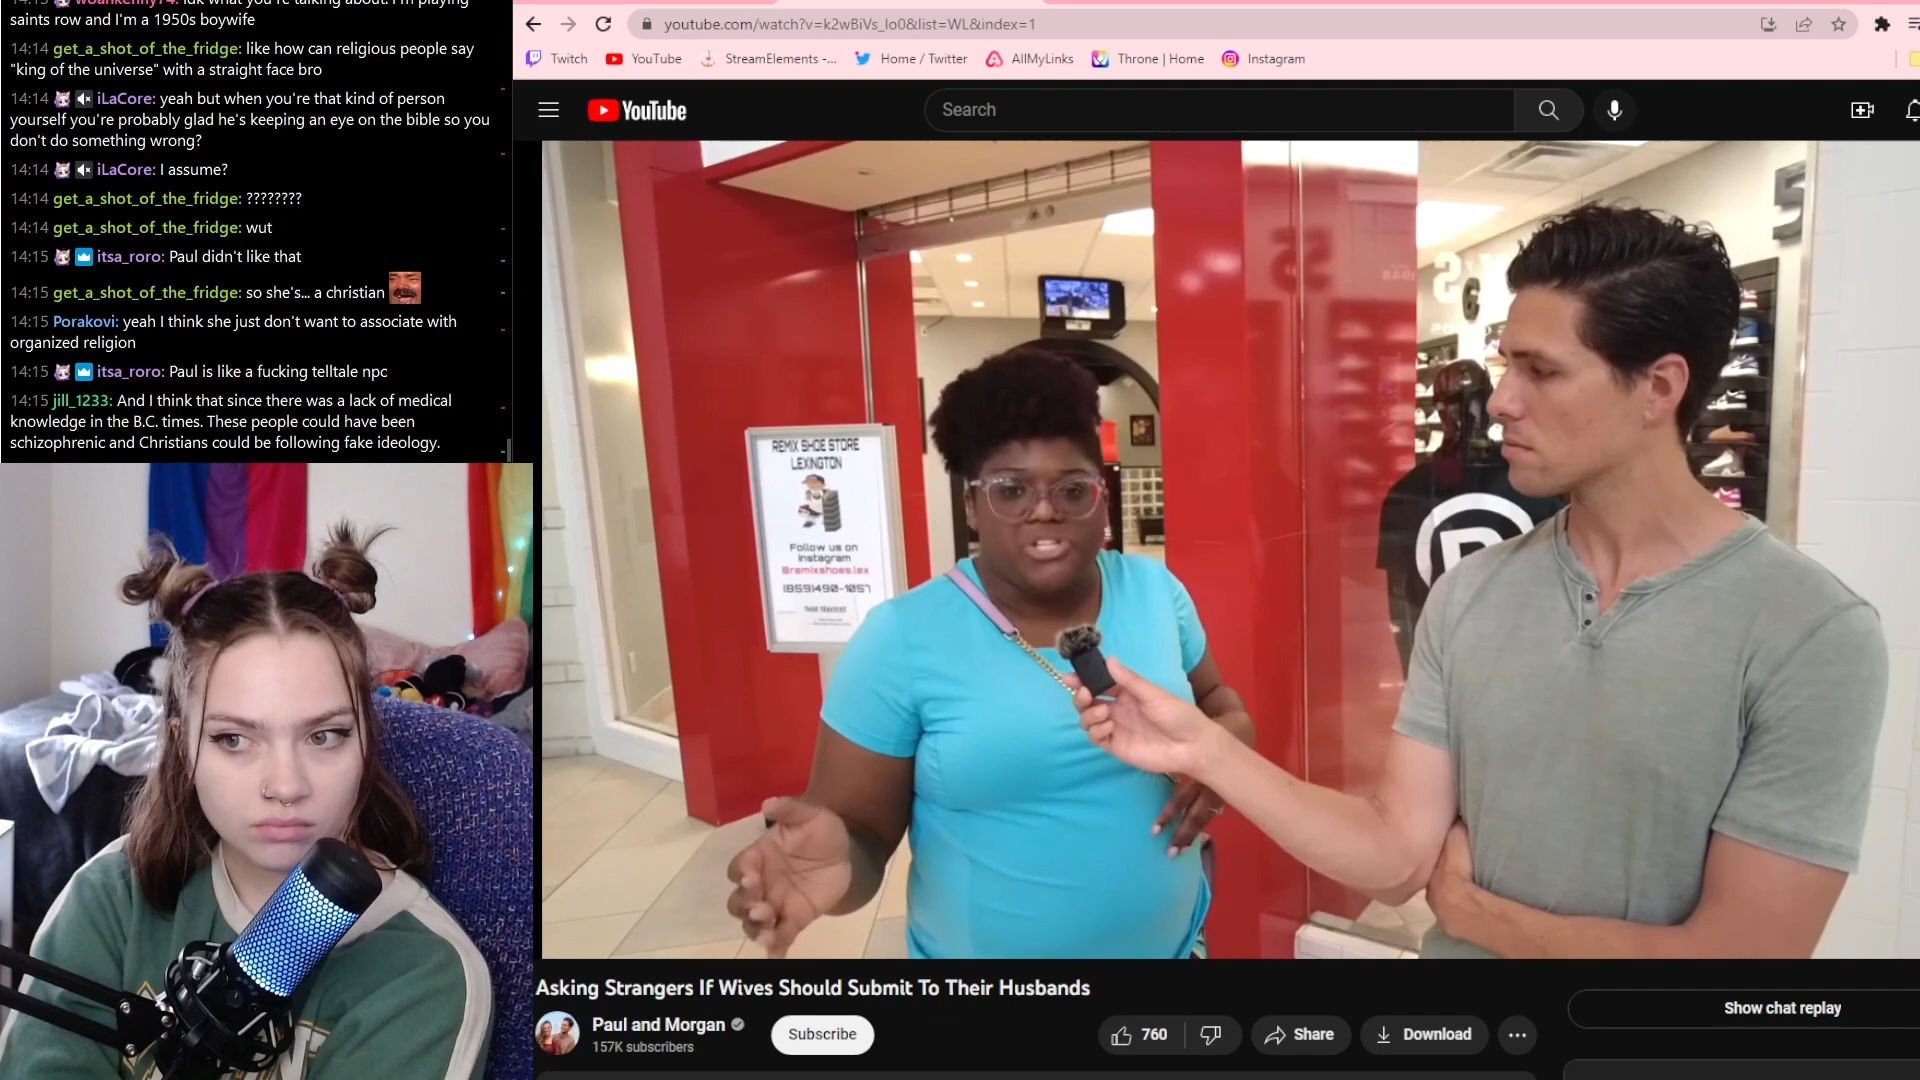 saints row and I'm a 1950s boywife
14:14 get_a_shot_of_the_fridge: like how can religious people say
"king of the universe" with a straight face bro
14:14 iLaCore: yeah but when you're that kind of person
yourself you're probably glad he's keeping an eye on the bible so you
don't do something wrong?
14:14 iLaCore: I assume?
14:14 get_a_shot_of_the_fridge: ????????
14:14 get_a_shot_of_the_fridge: wut
14:15 itsa_roro: Paul didn't like that
14:15 get_a_shot_of_the_fridge: so she's... a christian
14:15 Porakovi: yeah I think she just don't want to associate with
organized religion
14:15 itsa_roro: Paul is like a fucking telltale npc
14:15 jill_1233: And I think that since there was a lack of medical
knowledge in the B.C. times. These people could have been
schizophrenic and Christians could be following fake ideology.
youtube.com/watch?v=k2wBiVs_Io0&list=WL&index=1
Twitch YouTube StreamElements -... Home / Twitter AllMyLinks Throne | Home Instagram
YouTube
Search
REMIX SHOE STORE
LEXINGTON
Follow us on
Instagram
@remixshoes.lex
(859)490-1057
Asking Strangers If Wives Should Submit To Their Husbands
Paul and Morgan
157K subscribers
Subscribe
760
Share
Download
Show chat replay